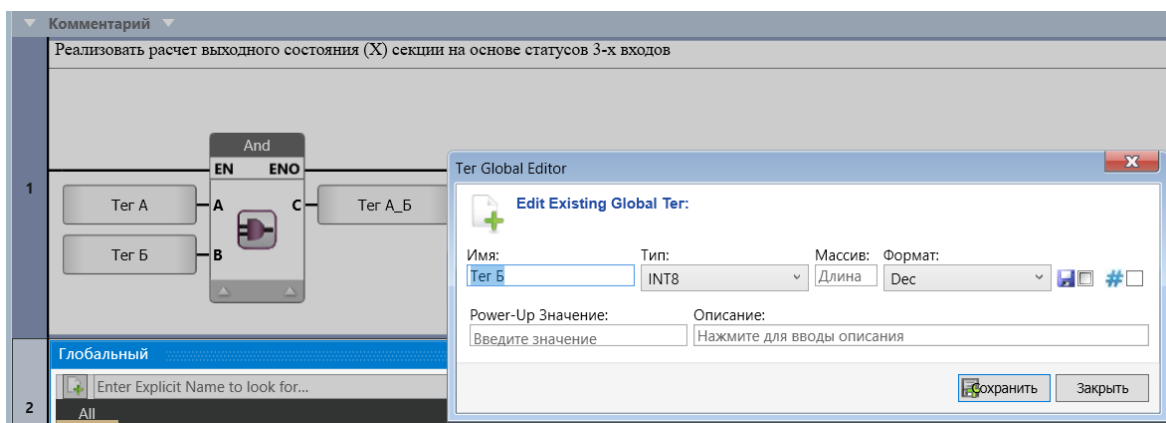 Комментарий
Реализовать расчет выходного состояния (X) секции на основе статусов 3-х входов
And
EN ENO
1
Тег А
A
C
Тег А_Б
Тег Б
B
Тег Global Editor
X
Edit Existing Global Тег:
Имя: Тип: Массив: Формат:
Тег Б INT8 Длина Dec #
Power-Up Значение: Описание:
Введите значение Нажмите для вводы описания
Сохранить Закрыть
Глобальный
Enter Explicit Name to look for...
2
All